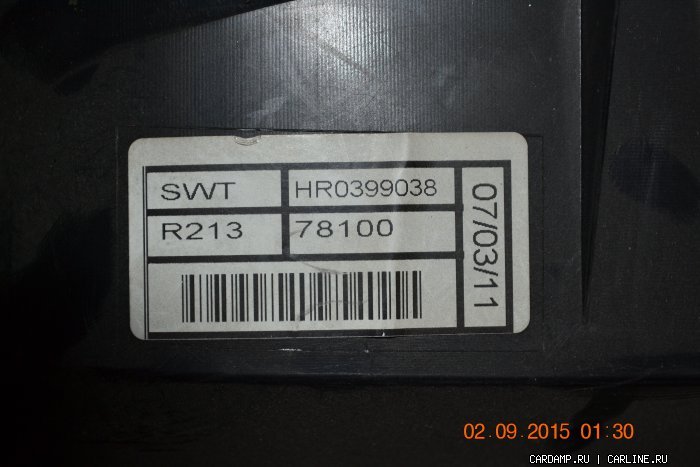 SWT HR0399038
R213 78100
07/03/11
02.09.2015 01:30
CARDAMP.RU | CARLINE.RU